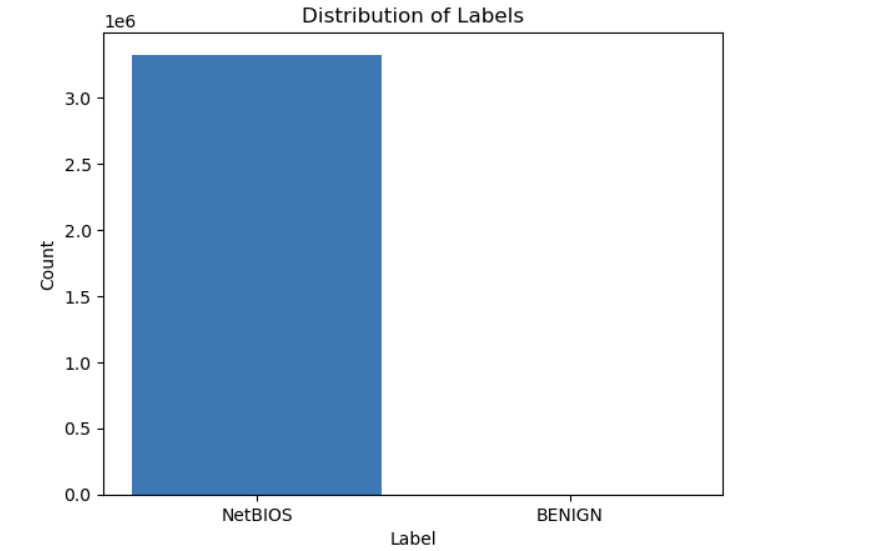 Distribution of Labels
1e6
3.0
2.5
2.0
1.5
1.0
0.5
0.0
Count
NetBIOS BENIGN
Label